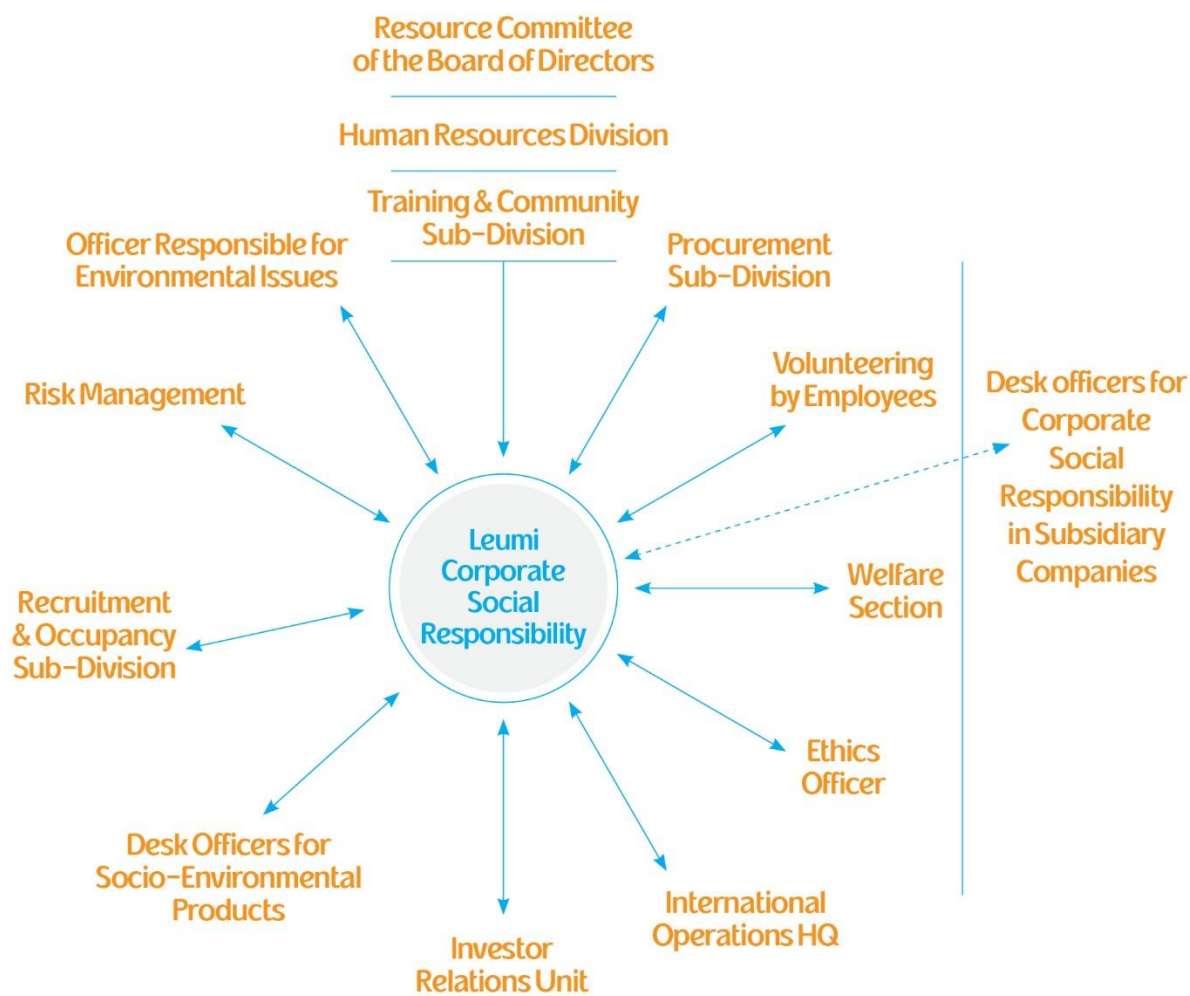 Resource Committee
of the Board of Directors
Human Resources Division
Training & Community
Sub-Division
Officer Responsible for
Environmental Issues
Procurement
Sub-Division
Risk Management
Volunteering
by Employees
Desk officers for
Corporate
Social
Responsibility
in Subsidiary
Companies
Leumi
Corporate
Social
Responsibility
Welfare
Section
Recruitment
& Occupancy
Sub-Division
Ethics
Officer
Desk Officers for
Socio-Environmental
Products
International
Operations HQ
Investor
Relations Unit